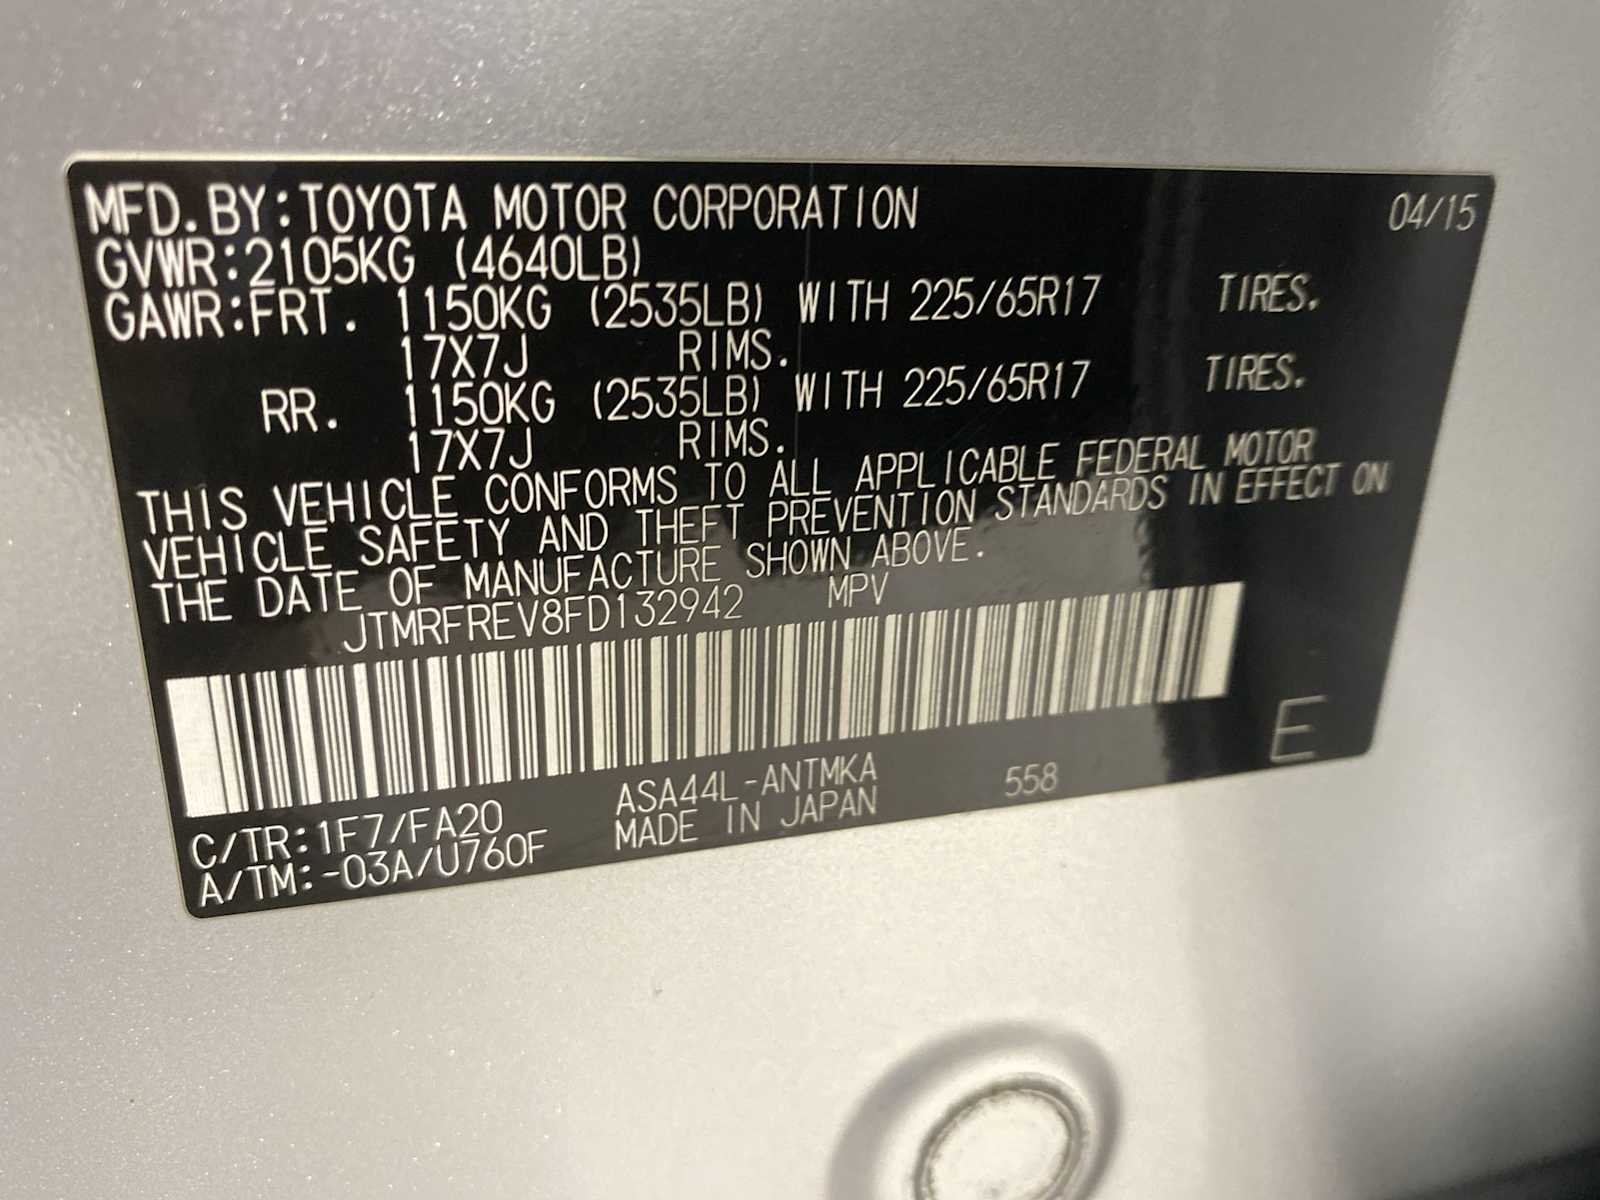 MFD. BY: TOYOTA MOTOR CORPORATION 04/15
GVWR: 2105KG (4640LB)
GAWR: FRT. 1150KG (2535LB) WITH 225/65R17 TIRES.
17X7J RIMS.
RR. 1150KG (2535LB) WITH 225/65R17 TIRES.
17X7J RIMS.
THIS VEHICLE CONFORMS TO ALL APPLICABLE FEDERAL MOTOR
VEHICLE SAFETY AND THEFT PREVENTION STANDARDS IN EFFECT ON
THE DATE OF MANUFACTURE SHOWN ABOVE.
JTMRFREV8FD132942 MPV
E
C/TR: 1F7/FA20 ASA44L-ANTMKA 558
A/TM: -03A/U760F MADE IN JAPAN